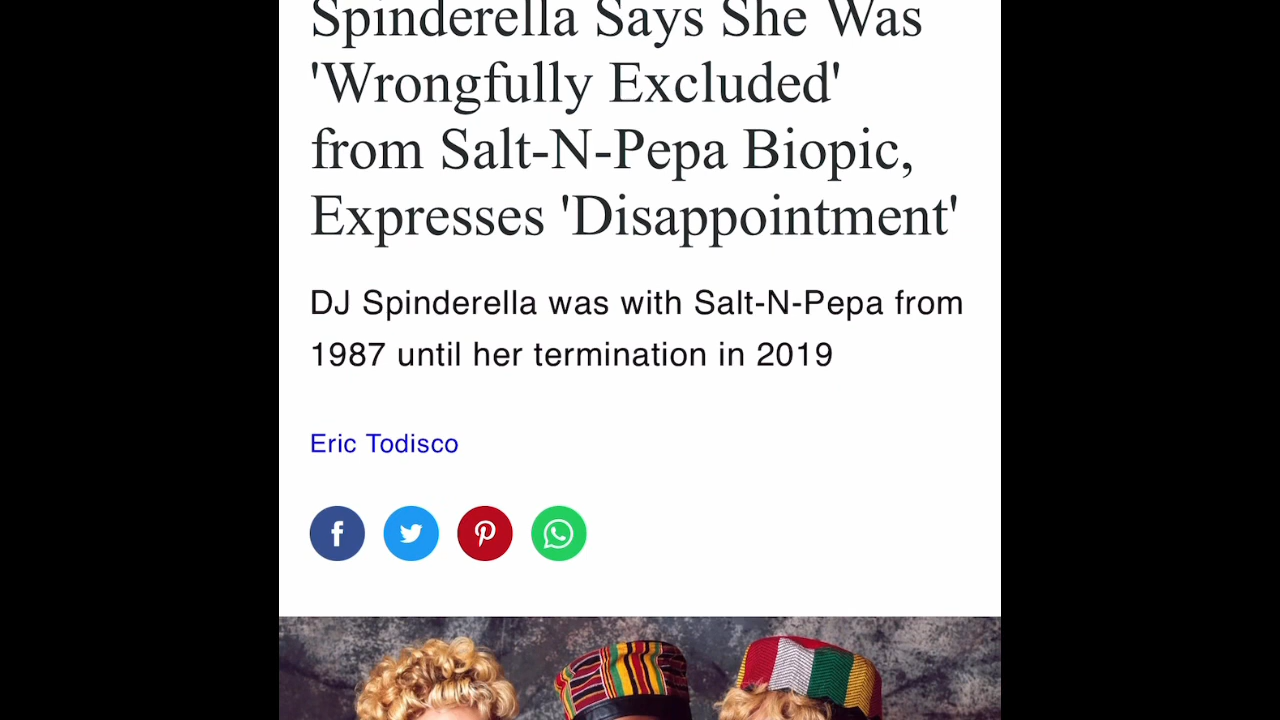 Spinderella Says She Was
'Wrongfully Excluded'
from Salt-N-Pepa Biopic,
Expresses 'Disappointment'
DJ Spinderella was with Salt-N-Pepa from
1987 until her termination in 2019
Eric Todisco